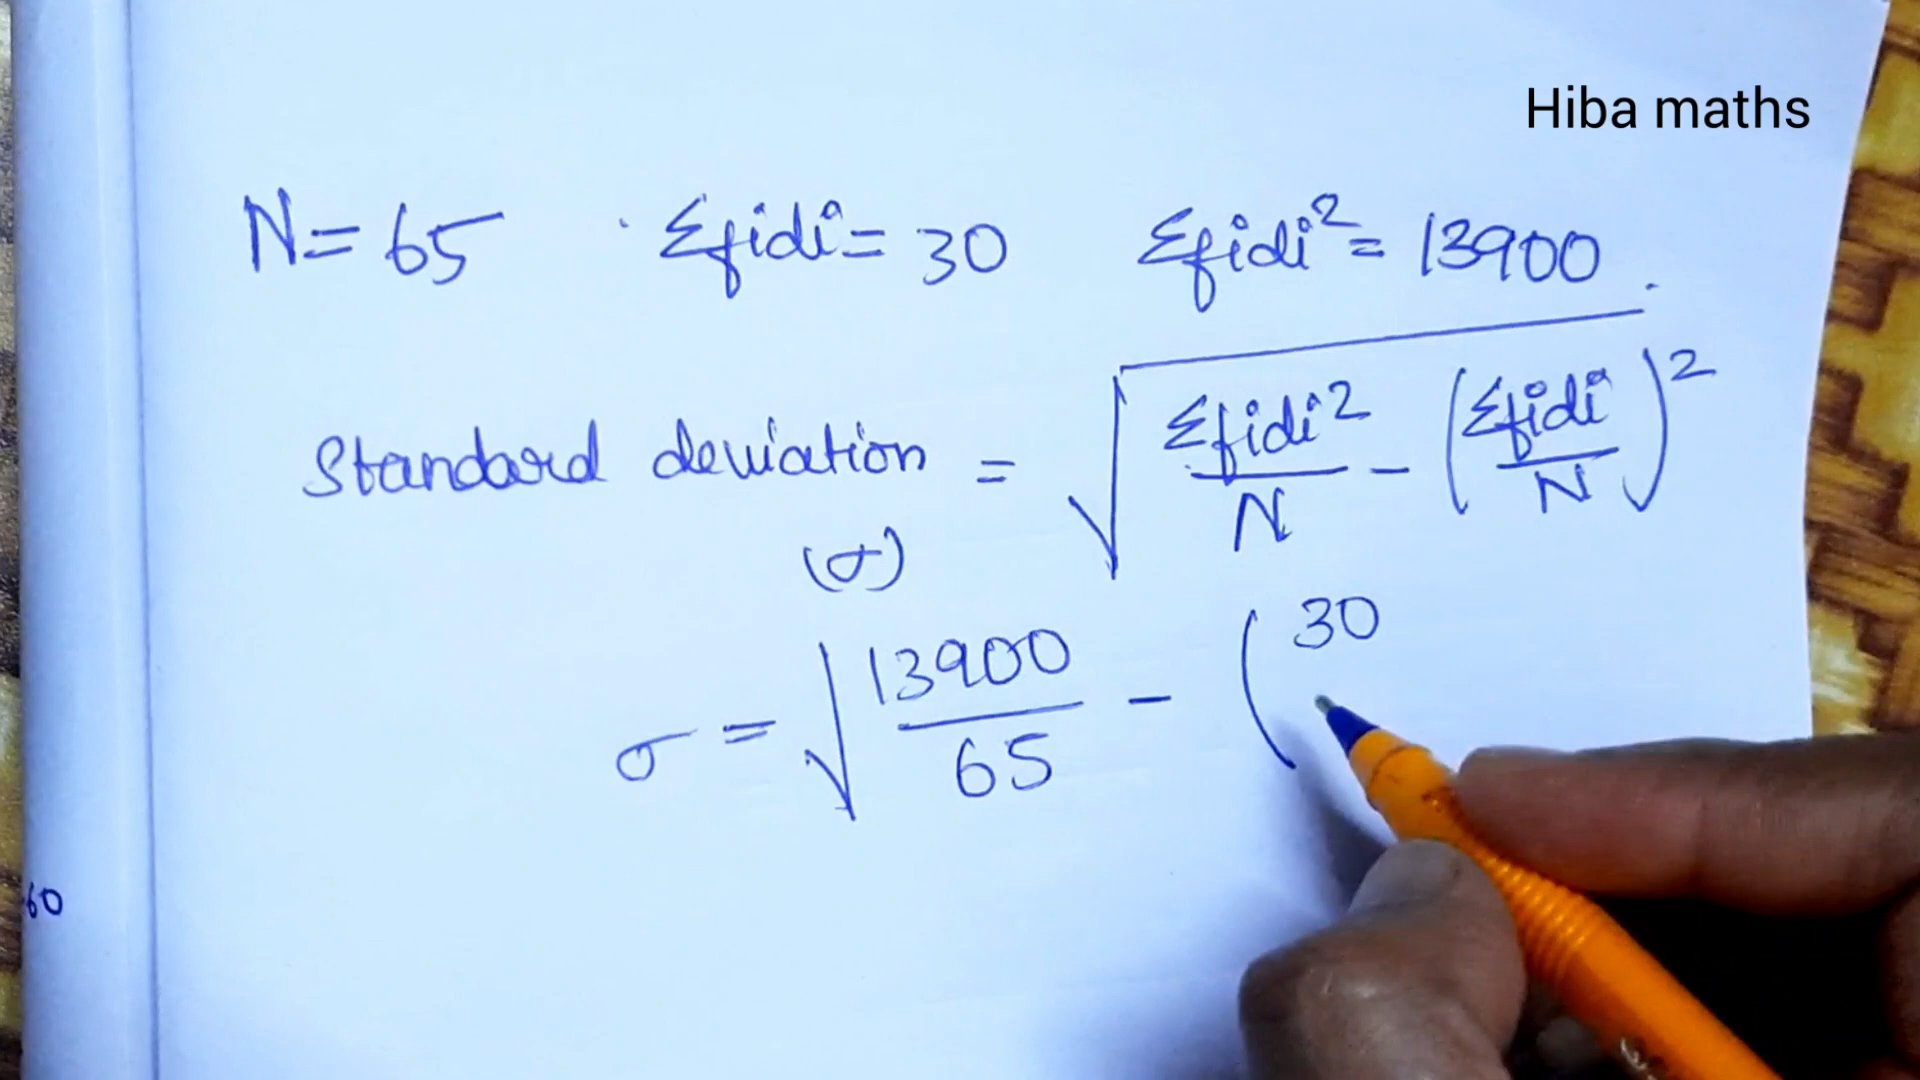 Hiba maths
N = 65 Σfidi = 30 Σfidi² = 13900
Standard deviation = √ Σfidi²/N - (Σfidi/N)²
(σ)
σ = √ 13900/65 - ( 30
60